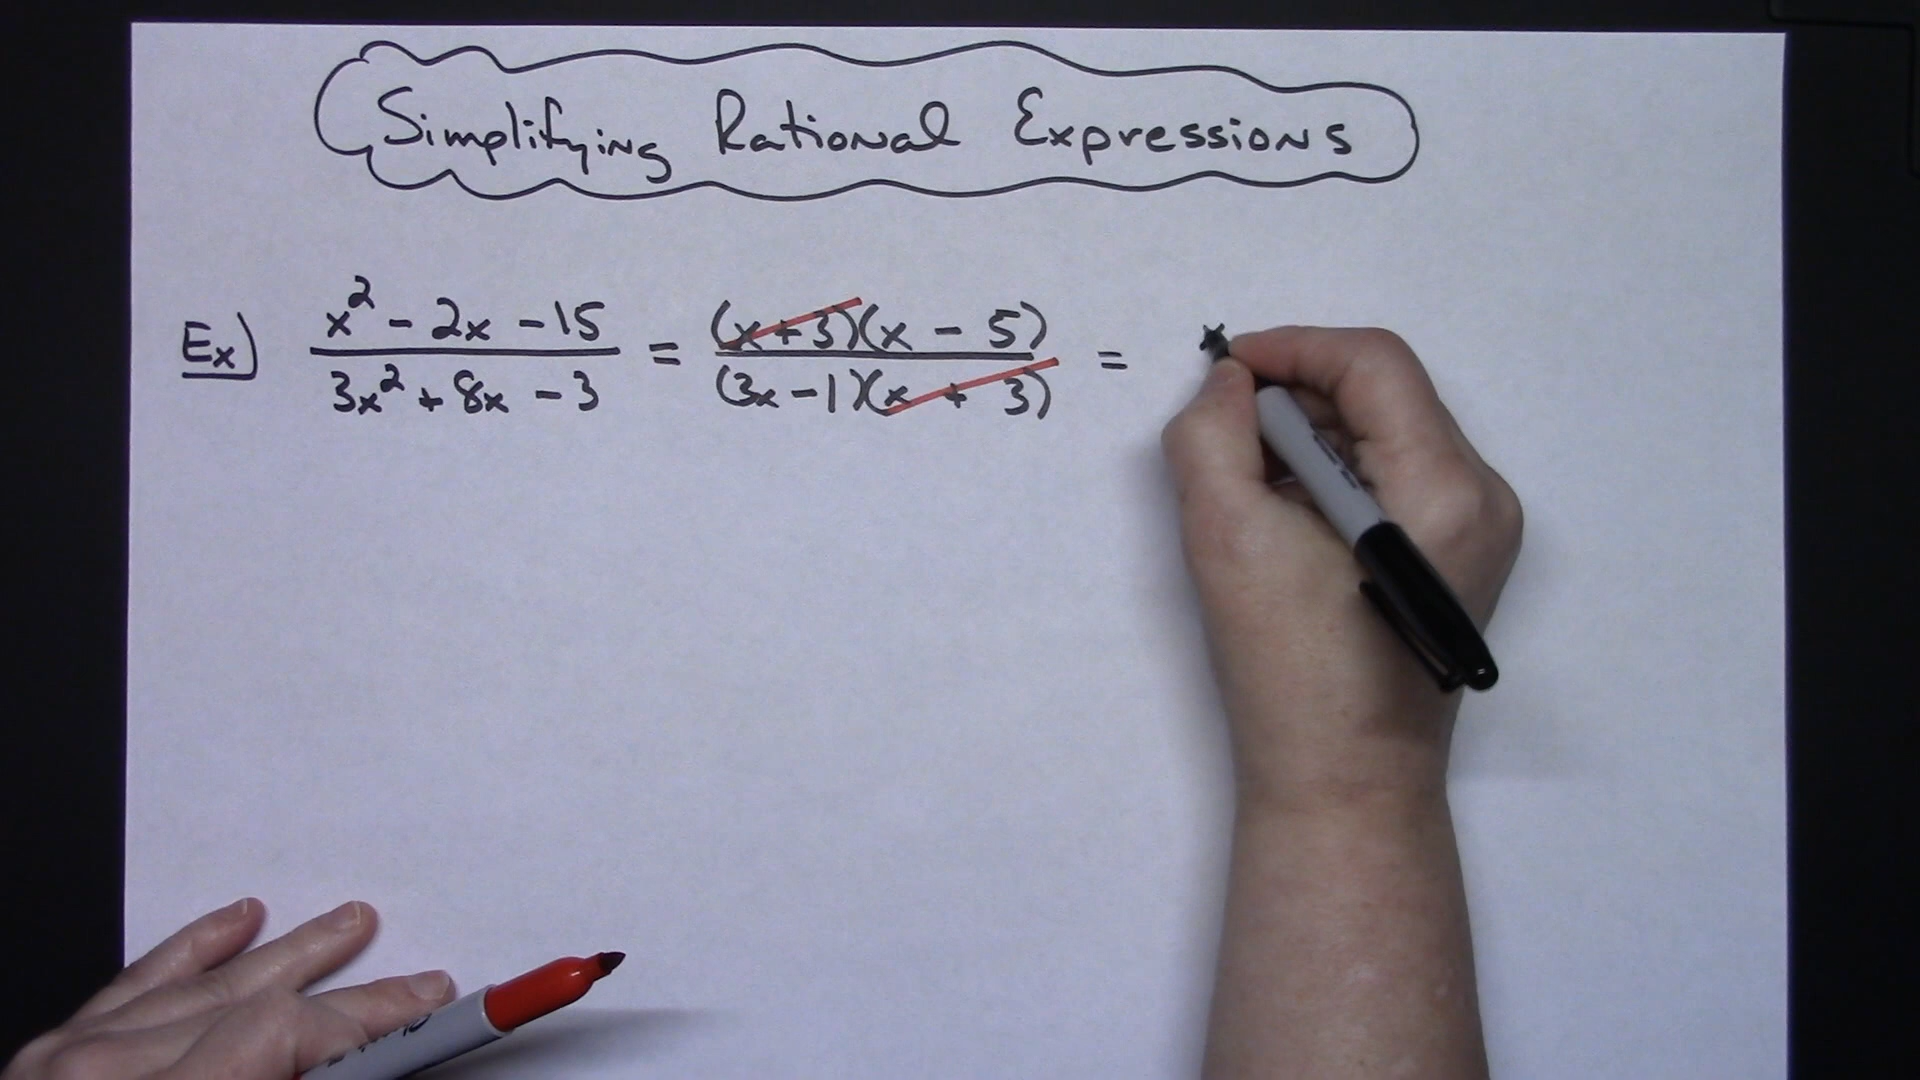 Simplifying Rational Expressions
Ex) x² - 2x - 15 / 3x² + 8x - 3 = (x+3)(x - 5) / (3x - 1)(x + 3) = x